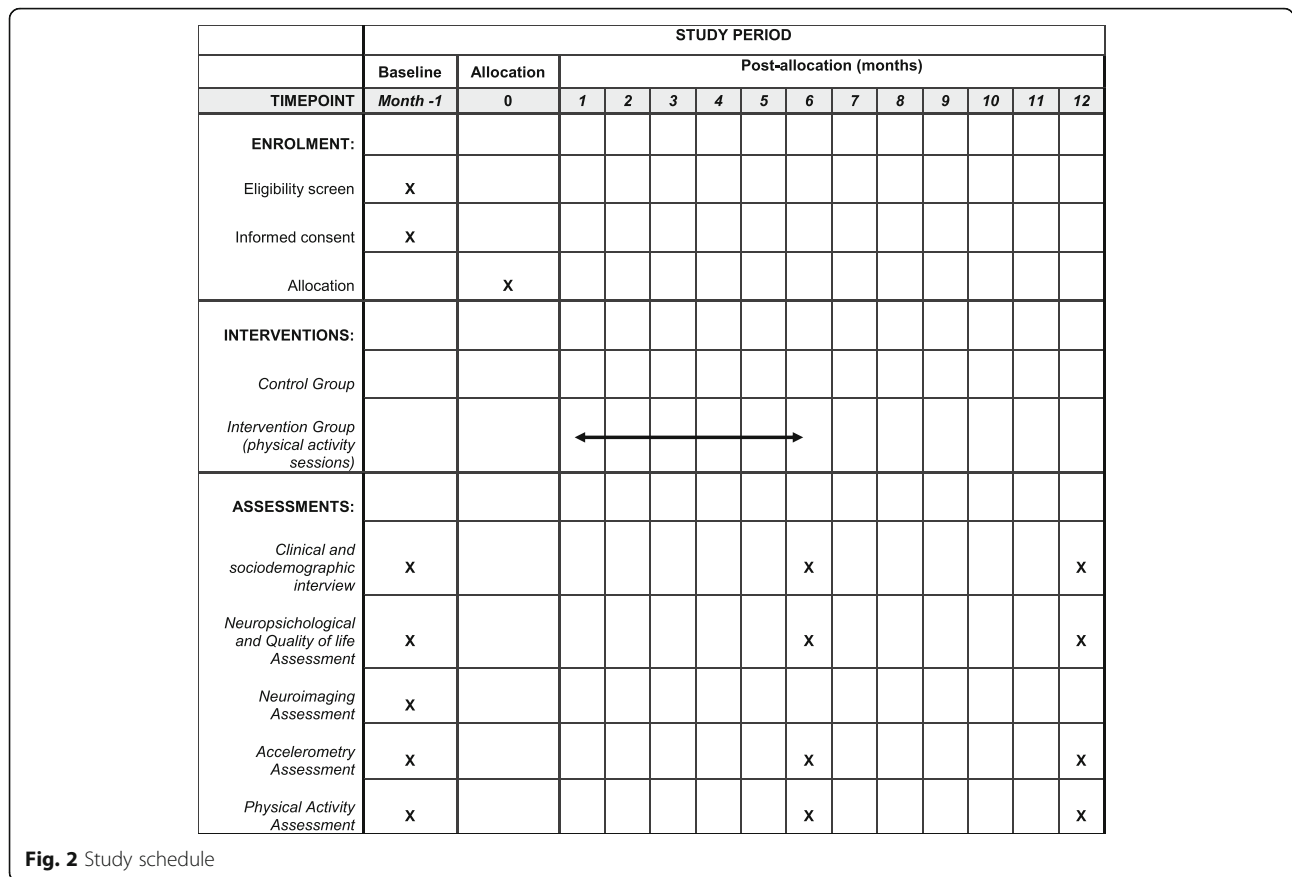 STUDY PERIOD
Baseline Allocation Post-allocation (months)
TIMEPOINT Month -1 0 1 2 3 4 5 6 7 8 9 10 11 12
ENROLMENT:
Eligibility screen X
Informed consent X
Allocation X
INTERVENTIONS:
Control Group
Intervention Group
(physical activity
sessions)
ASSESSMENTS:
Clinical and
sociodemographic X X X
interview
Neuropsichological
and Quality of life X X X
Assessment
Neuroimaging
Assessment X
Accelerometry
Assessment X X X
Physical Activity
Assessment X X X
Fig. 2 Study schedule